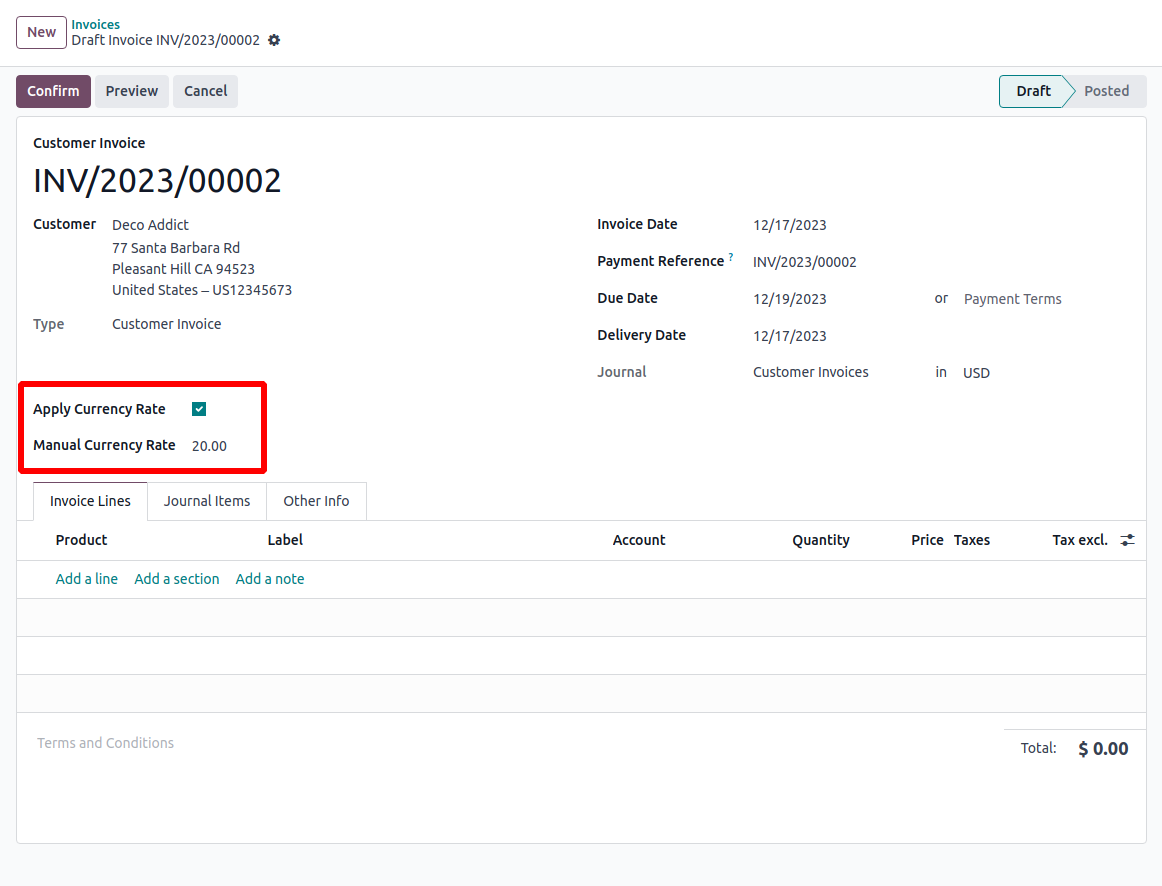 New
Invoices
Draft Invoice INV/2023/00002
Confirm Preview Cancel
Draft Posted
Customer Invoice
INV/2023/00002
Customer Deco Addict
77 Santa Barbara Rd
Pleasant Hill CA 94523
United States – US12345673
Type Customer Invoice
Invoice Date 12/17/2023
Payment Reference ? INV/2023/00002
Due Date 12/19/2023 or Payment Terms
Delivery Date 12/17/2023
Journal Customer Invoices in USD
Apply Currency Rate
Manual Currency Rate 20.00
Invoice Lines Journal Items Other Info
Product Label Account Quantity Price Taxes Tax excl.
Add a line Add a section Add a note
Terms and Conditions
Total: $ 0.00